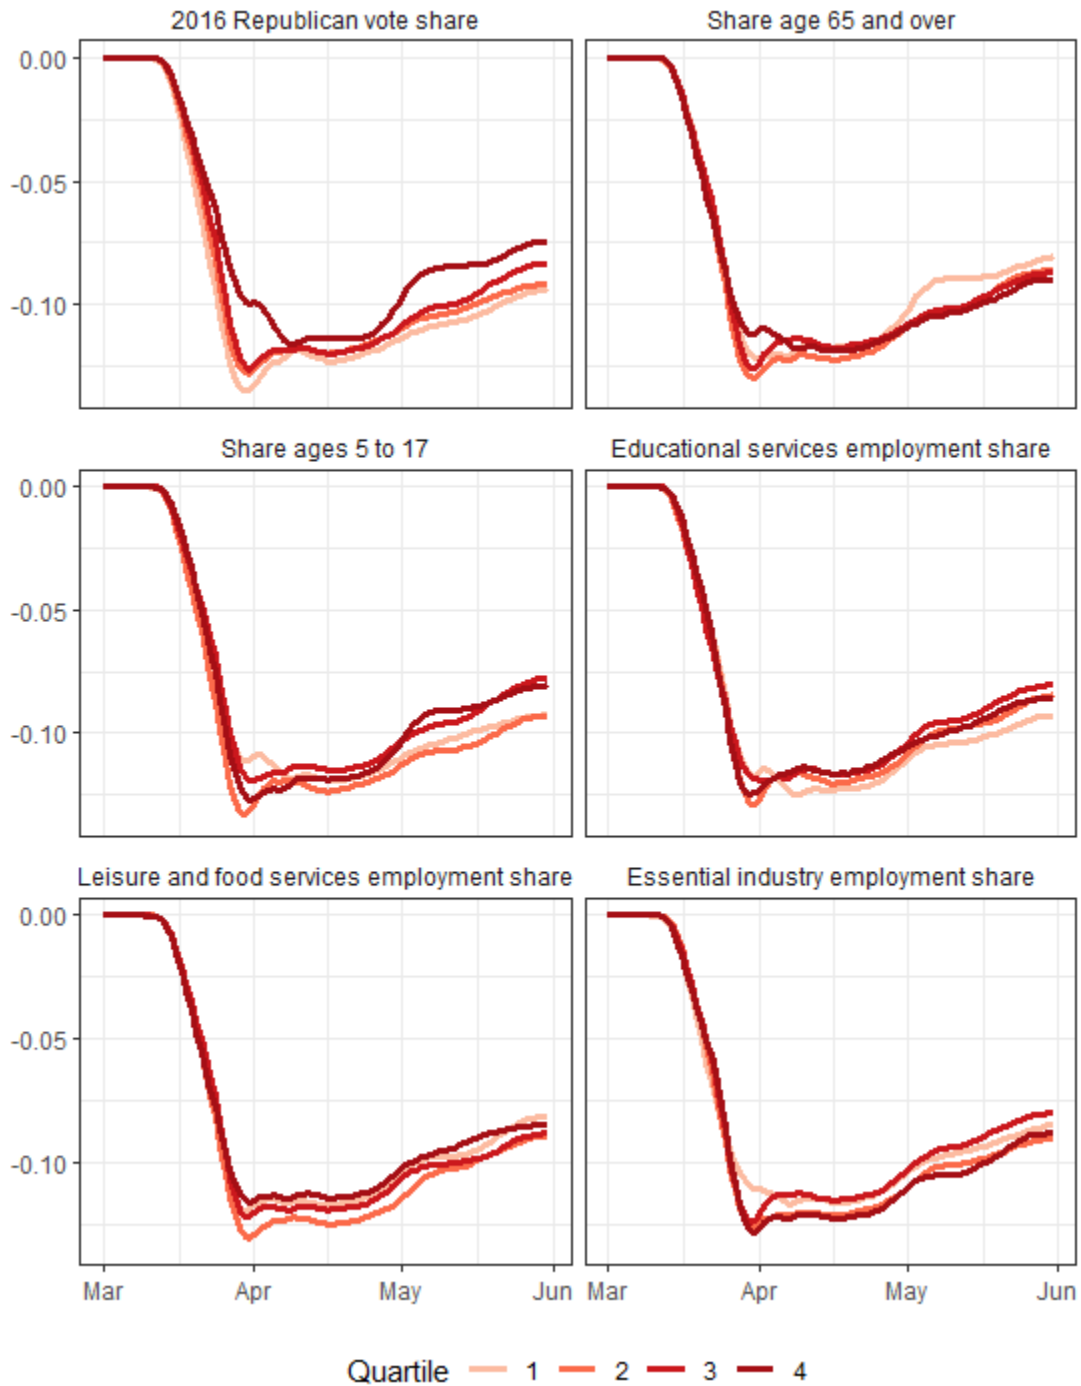 2016 Republican vote share
Share age 65 and over
0.00
-0.05
-0.10
Share ages 5 to 17
Educational services employment share
0.00
-0.05
-0.10
Leisure and food services employment share
Essential industry employment share
0.00
-0.05
-0.10
Mar Apr May Jun Mar Apr May Jun
Quartile 1 2 3 4